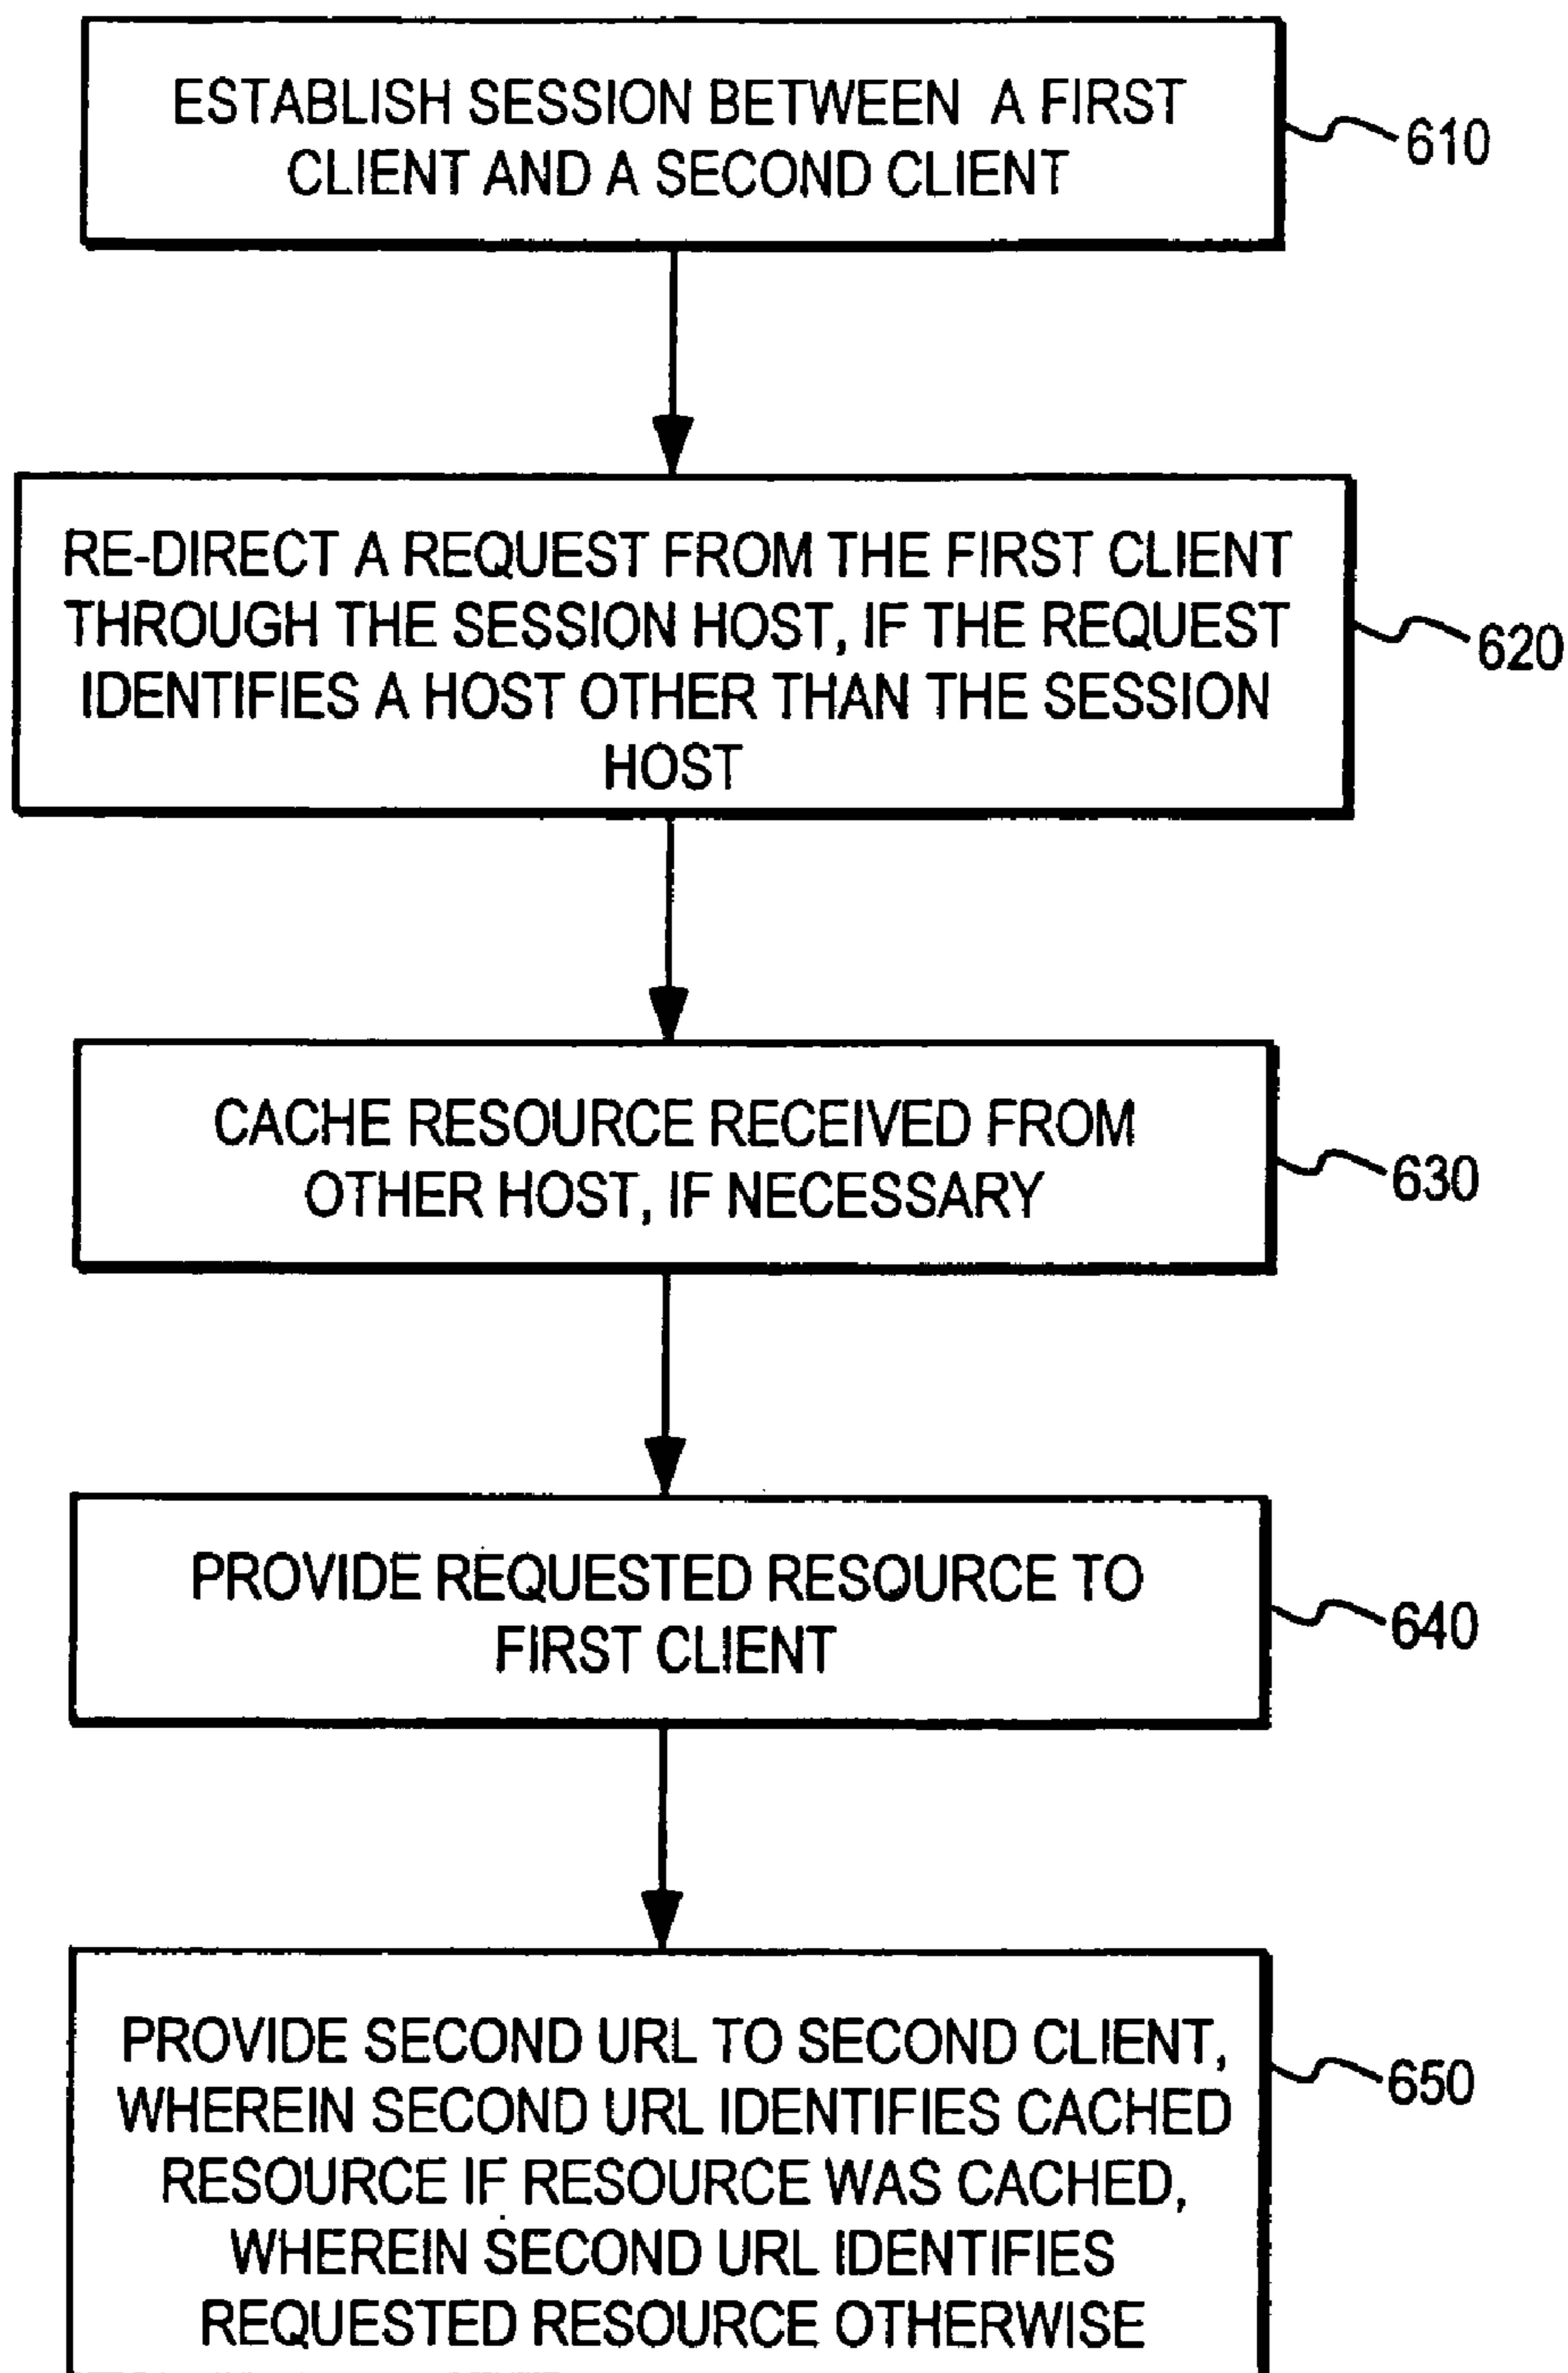 ESTABLISH SESSION BETWEEN A FIRST
CLIENT AND A SECOND CLIENT
610
RE-DIRECT A REQUEST FROM THE FIRST CLIENT
THROUGH THE SESSION HOST, IF THE REQUEST
IDENTIFIES A HOST OTHER THAN THE SESSION
HOST
620
CACHE RESOURCE RECEIVED FROM
OTHER HOST, IF NECESSARY
630
PROVIDE REQUESTED RESOURCE TO
FIRST CLIENT
640
PROVIDE SECOND URL TO SECOND CLIENT,
WHEREIN SECOND URL IDENTIFIES CACHED
RESOURCE IF RESOURCE WAS CACHED,
WHEREIN SECOND URL IDENTIFIES
REQUESTED RESOURCE OTHERWISE
650